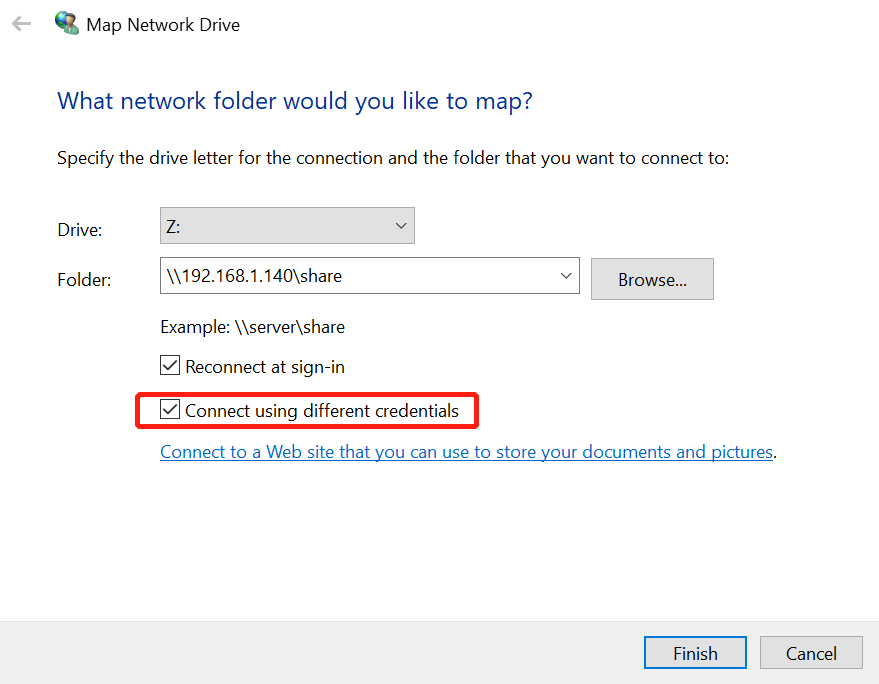 Map Network Drive
What network folder would you like to map?
Specify the drive letter for the connection and the folder that you want to connect to:
Drive: Z:
Folder: \\192.168.1.140\share Browse...
Example: \\server\share
Reconnect at sign-in
Connect using different credentials
Connect to a Web site that you can use to store your documents and pictures.
Finish Cancel